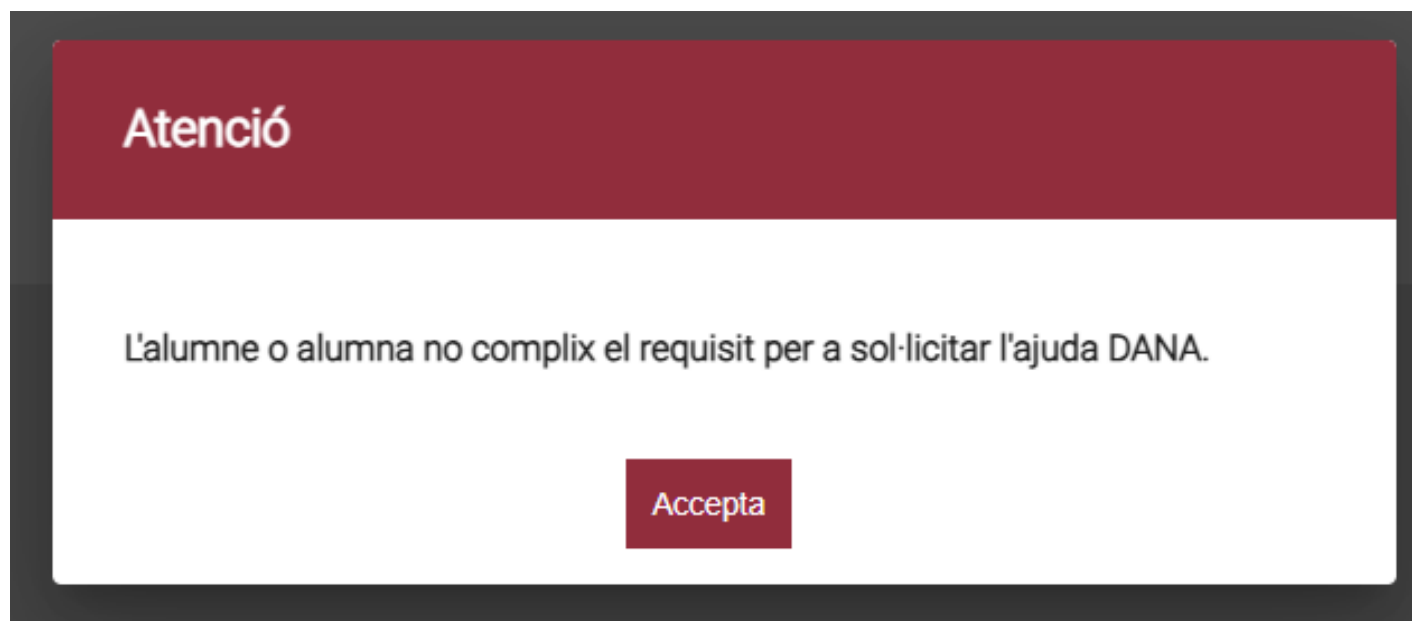 Atenció
L'alumne o alumna no complix el requisit per a sol·licitar l'ajuda DANA.
Accepta